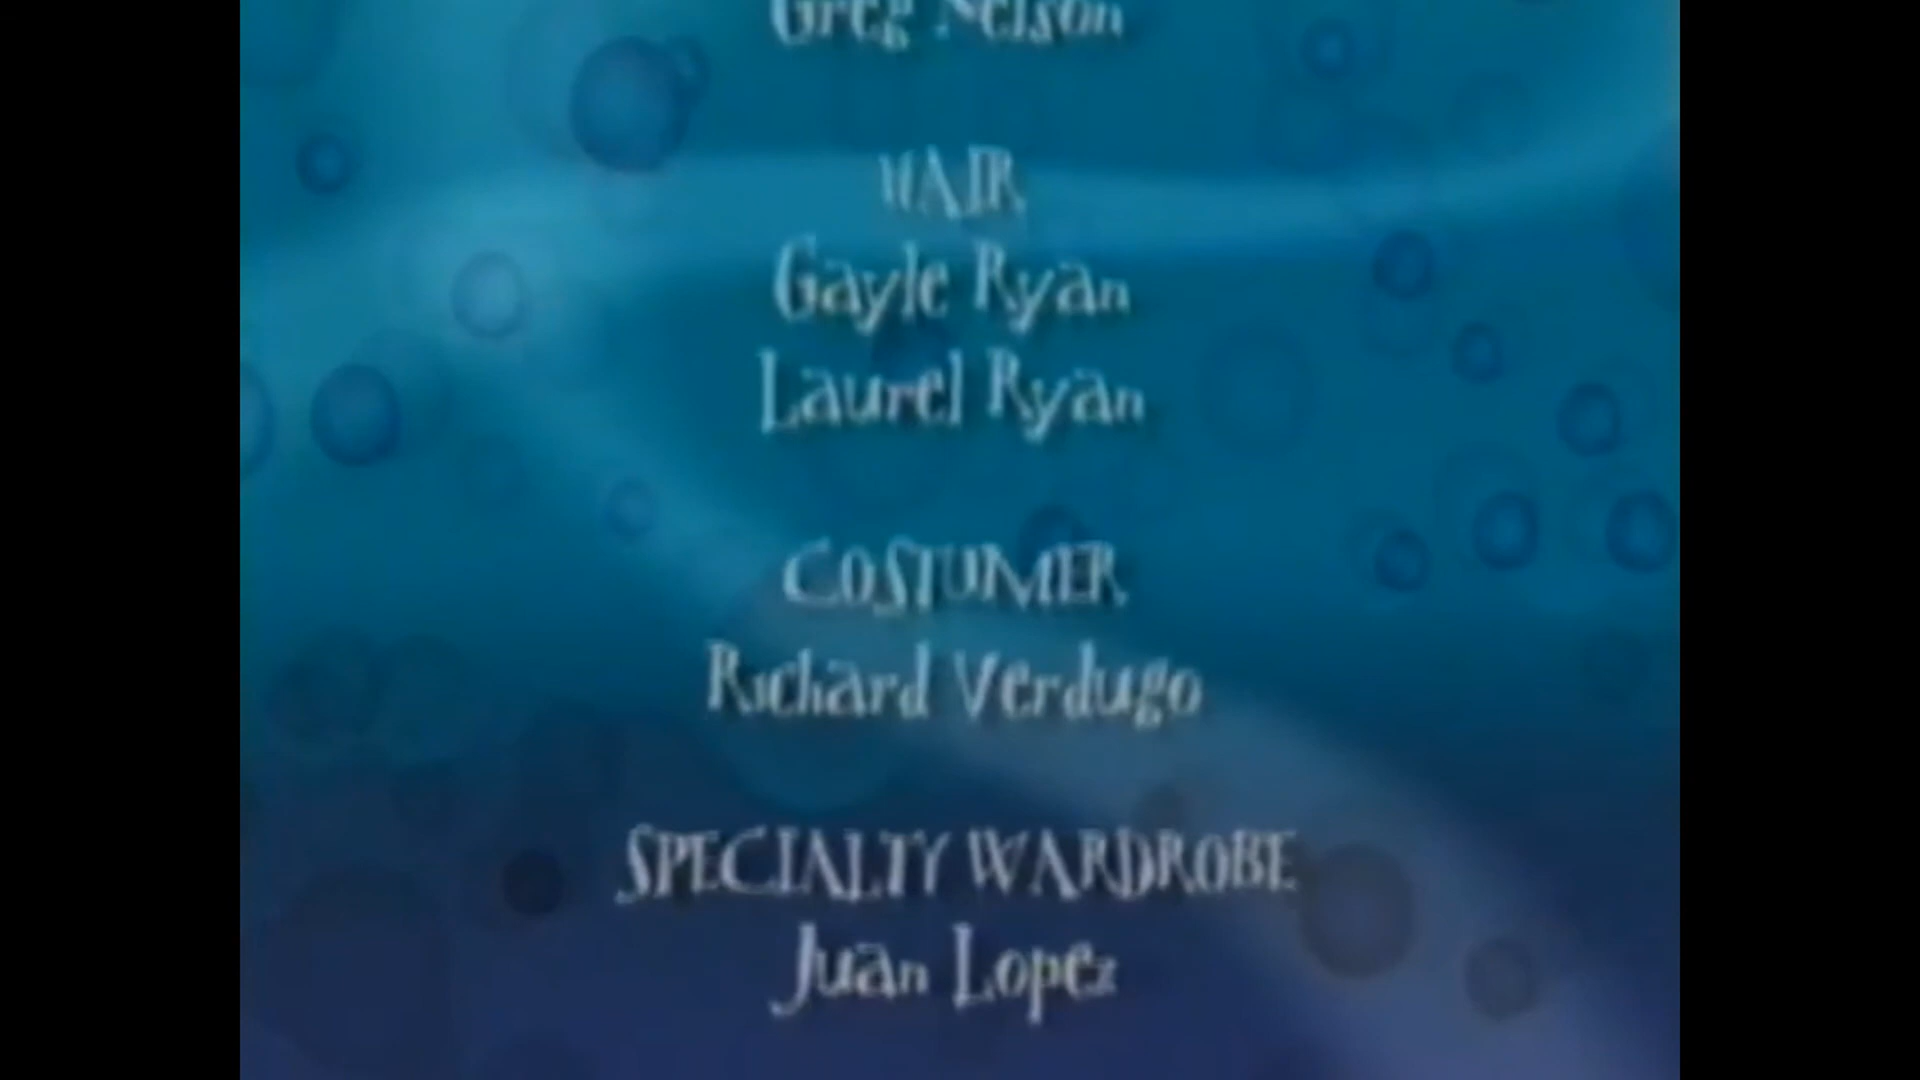 Greg Nelson
HAIR
Gayle Ryan
Laurel Ryan
COSTUMER
Richard Verdugo
SPECIALTY WARDROBE
Juan Lopez